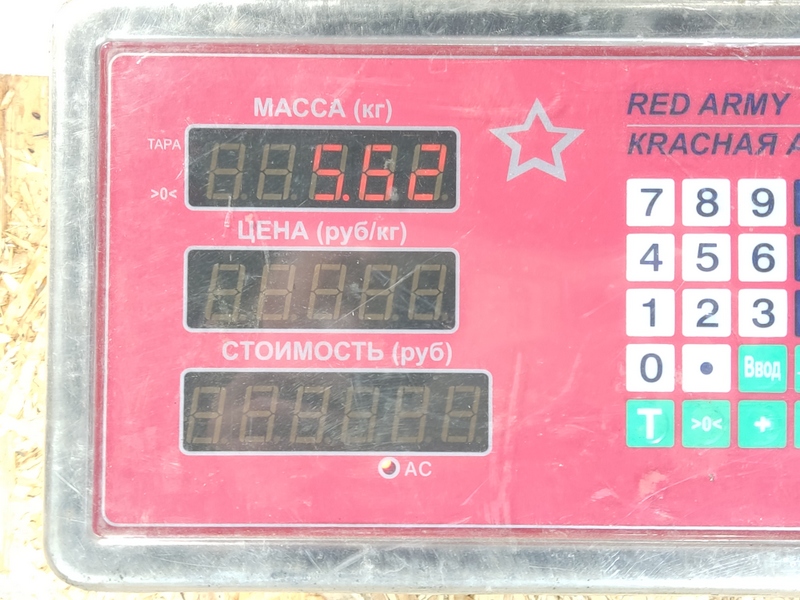 МАССА (кг)
ТАРА
5.62
>0<
ЦЕНА (руб/кг)
СТОИМОСТЬ (руб)
AC
RED ARMY
КRАСНАЯ А
7 8 9
4 5 6
1 2 3
0 . Ввод
T >0< +